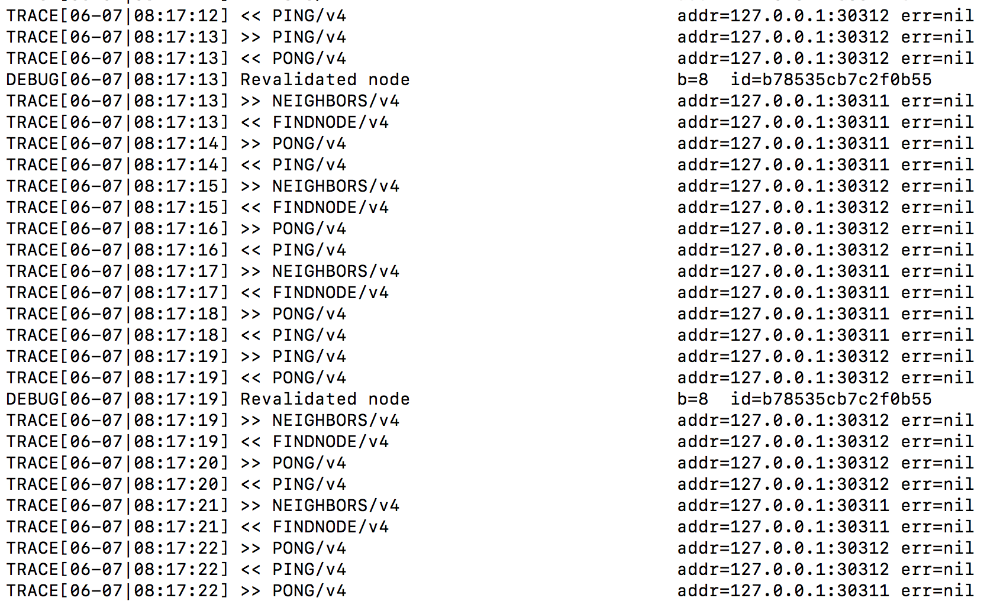 TRACE[06-07|08:17:12] << PING/v4 addr=127.0.0.1:30312 err=nil
TRACE[06-07|08:17:13] >> PING/v4 addr=127.0.0.1:30312 err=nil
TRACE[06-07|08:17:13] << PONG/v4 addr=127.0.0.1:30312 err=nil
DEBUG[06-07|08:17:13] Revalidated node b=8 id=b78535cb7c2f0b55
TRACE[06-07|08:17:13] >> NEIGHBORS/v4 addr=127.0.0.1:30311 err=nil
TRACE[06-07|08:17:13] << FINDNODE/v4 addr=127.0.0.1:30311 err=nil
TRACE[06-07|08:17:14] >> PONG/v4 addr=127.0.0.1:30311 err=nil
TRACE[06-07|08:17:14] << PING/v4 addr=127.0.0.1:30311 err=nil
TRACE[06-07|08:17:15] >> NEIGHBORS/v4 addr=127.0.0.1:30312 err=nil
TRACE[06-07|08:17:15] << FINDNODE/v4 addr=127.0.0.1:30312 err=nil
TRACE[06-07|08:17:16] >> PONG/v4 addr=127.0.0.1:30312 err=nil
TRACE[06-07|08:17:16] << PING/v4 addr=127.0.0.1:30312 err=nil
TRACE[06-07|08:17:17] >> NEIGHBORS/v4 addr=127.0.0.1:30311 err=nil
TRACE[06-07|08:17:17] << FINDNODE/v4 addr=127.0.0.1:30311 err=nil
TRACE[06-07|08:17:18] >> PONG/v4 addr=127.0.0.1:30311 err=nil
TRACE[06-07|08:17:18] << PING/v4 addr=127.0.0.1:30311 err=nil
TRACE[06-07|08:17:19] >> PING/v4 addr=127.0.0.1:30312 err=nil
TRACE[06-07|08:17:19] << PONG/v4 addr=127.0.0.1:30312 err=nil
DEBUG[06-07|08:17:19] Revalidated node b=8 id=b78535cb7c2f0b55
TRACE[06-07|08:17:19] >> NEIGHBORS/v4 addr=127.0.0.1:30312 err=nil
TRACE[06-07|08:17:19] << FINDNODE/v4 addr=127.0.0.1:30312 err=nil
TRACE[06-07|08:17:20] >> PONG/v4 addr=127.0.0.1:30312 err=nil
TRACE[06-07|08:17:20] << PING/v4 addr=127.0.0.1:30312 err=nil
TRACE[06-07|08:17:21] >> NEIGHBORS/v4 addr=127.0.0.1:30311 err=nil
TRACE[06-07|08:17:21] << FINDNODE/v4 addr=127.0.0.1:30311 err=nil
TRACE[06-07|08:17:22] >> PONG/v4 addr=127.0.0.1:30312 err=nil
TRACE[06-07|08:17:22] << PING/v4 addr=127.0.0.1:30312 err=nil
TRACE[06-07|08:17:22] >> PONG/v4 addr=127.0.0.1:30311 err=nil